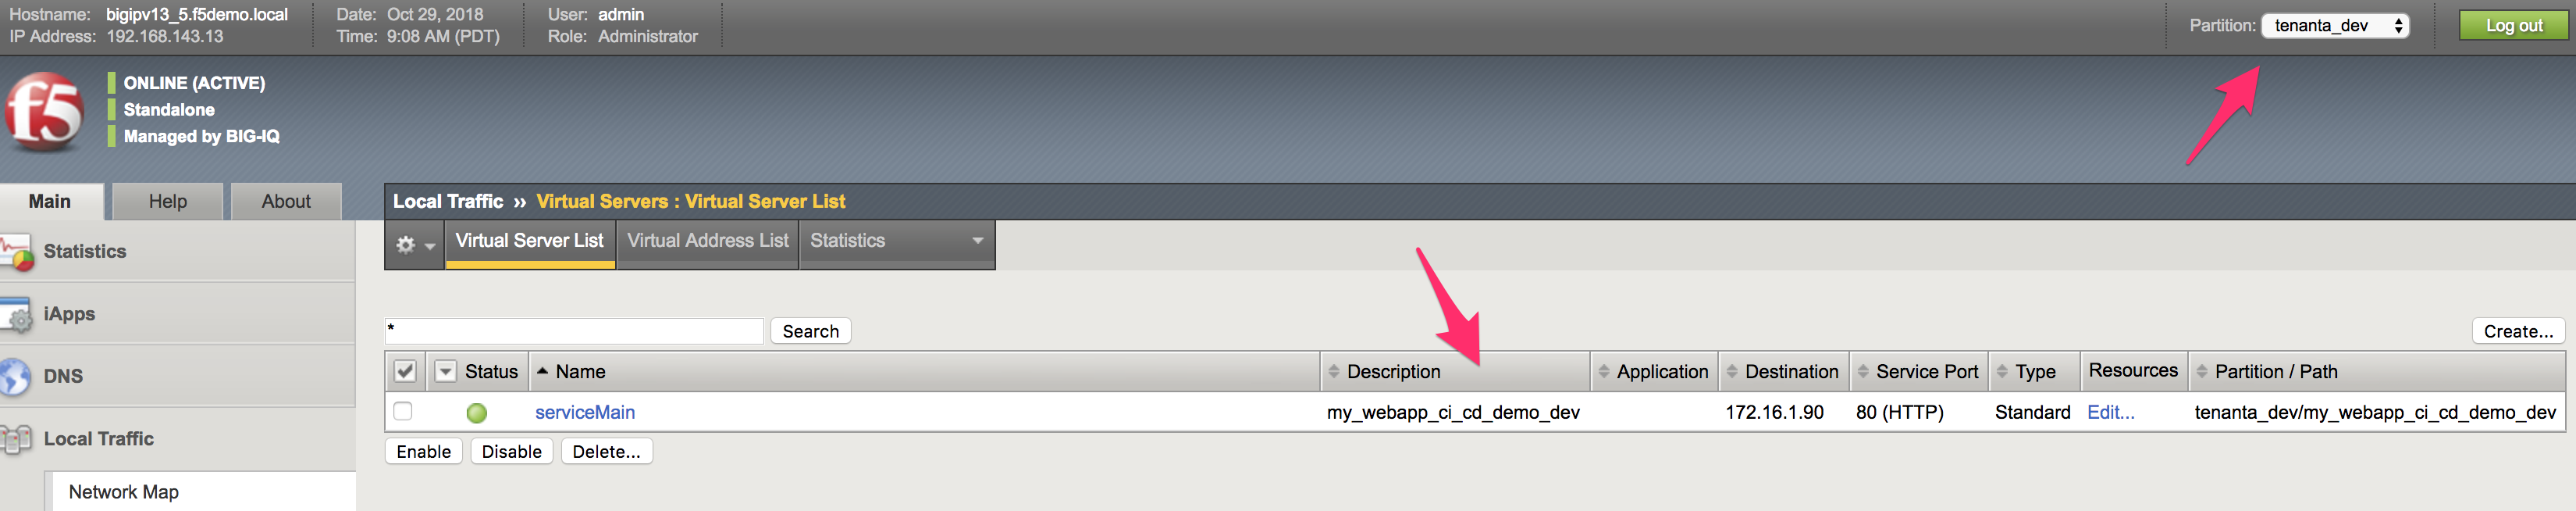 Hostname: bigipv13_5.f5demo.local Date: Oct 29, 2018 User: admin Partition: tenanta_dev Log out
IP Address: 192.168.143.13 Time: 9:08 AM (PDT) Role: Administrator
f5
ONLINE (ACTIVE)
Standalone
Managed by BIG-IQ
Main Help About
Local Traffic ›› Virtual Servers : Virtual Server List
Virtual Server List Virtual Address List Statistics
Statistics
iApps
DNS
Local Traffic
Network Map
* Search Create...
Status Name Description Application Destination Service Port Type Resources Partition / Path
serviceMain my_webapp_ci_cd_demo_dev 172.16.1.90 80 (HTTP) Standard Edit... tenanta_dev/my_webapp_ci_cd_demo_dev
Enable Disable Delete...